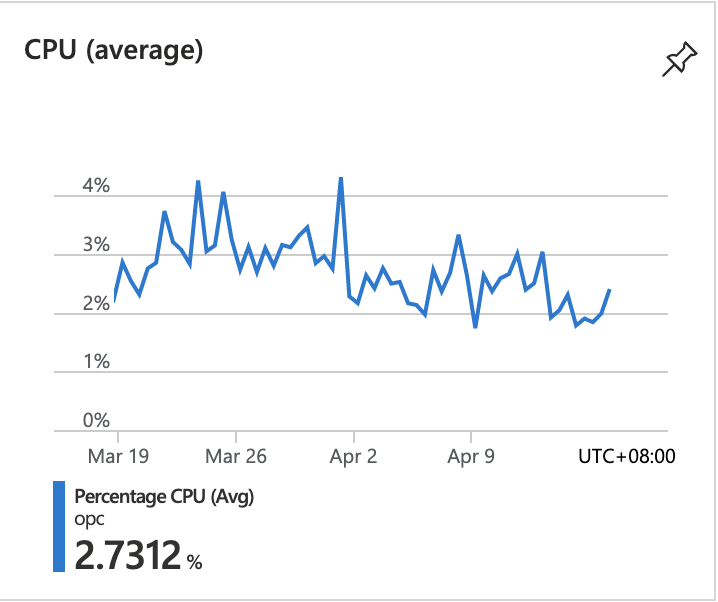 CPU (average)
4%
3%
2%
1%
0%
Mar 19 Mar 26 Apr 2 Apr 9 UTC+08:00
Percentage CPU (Avg)
opc
2.7312 %